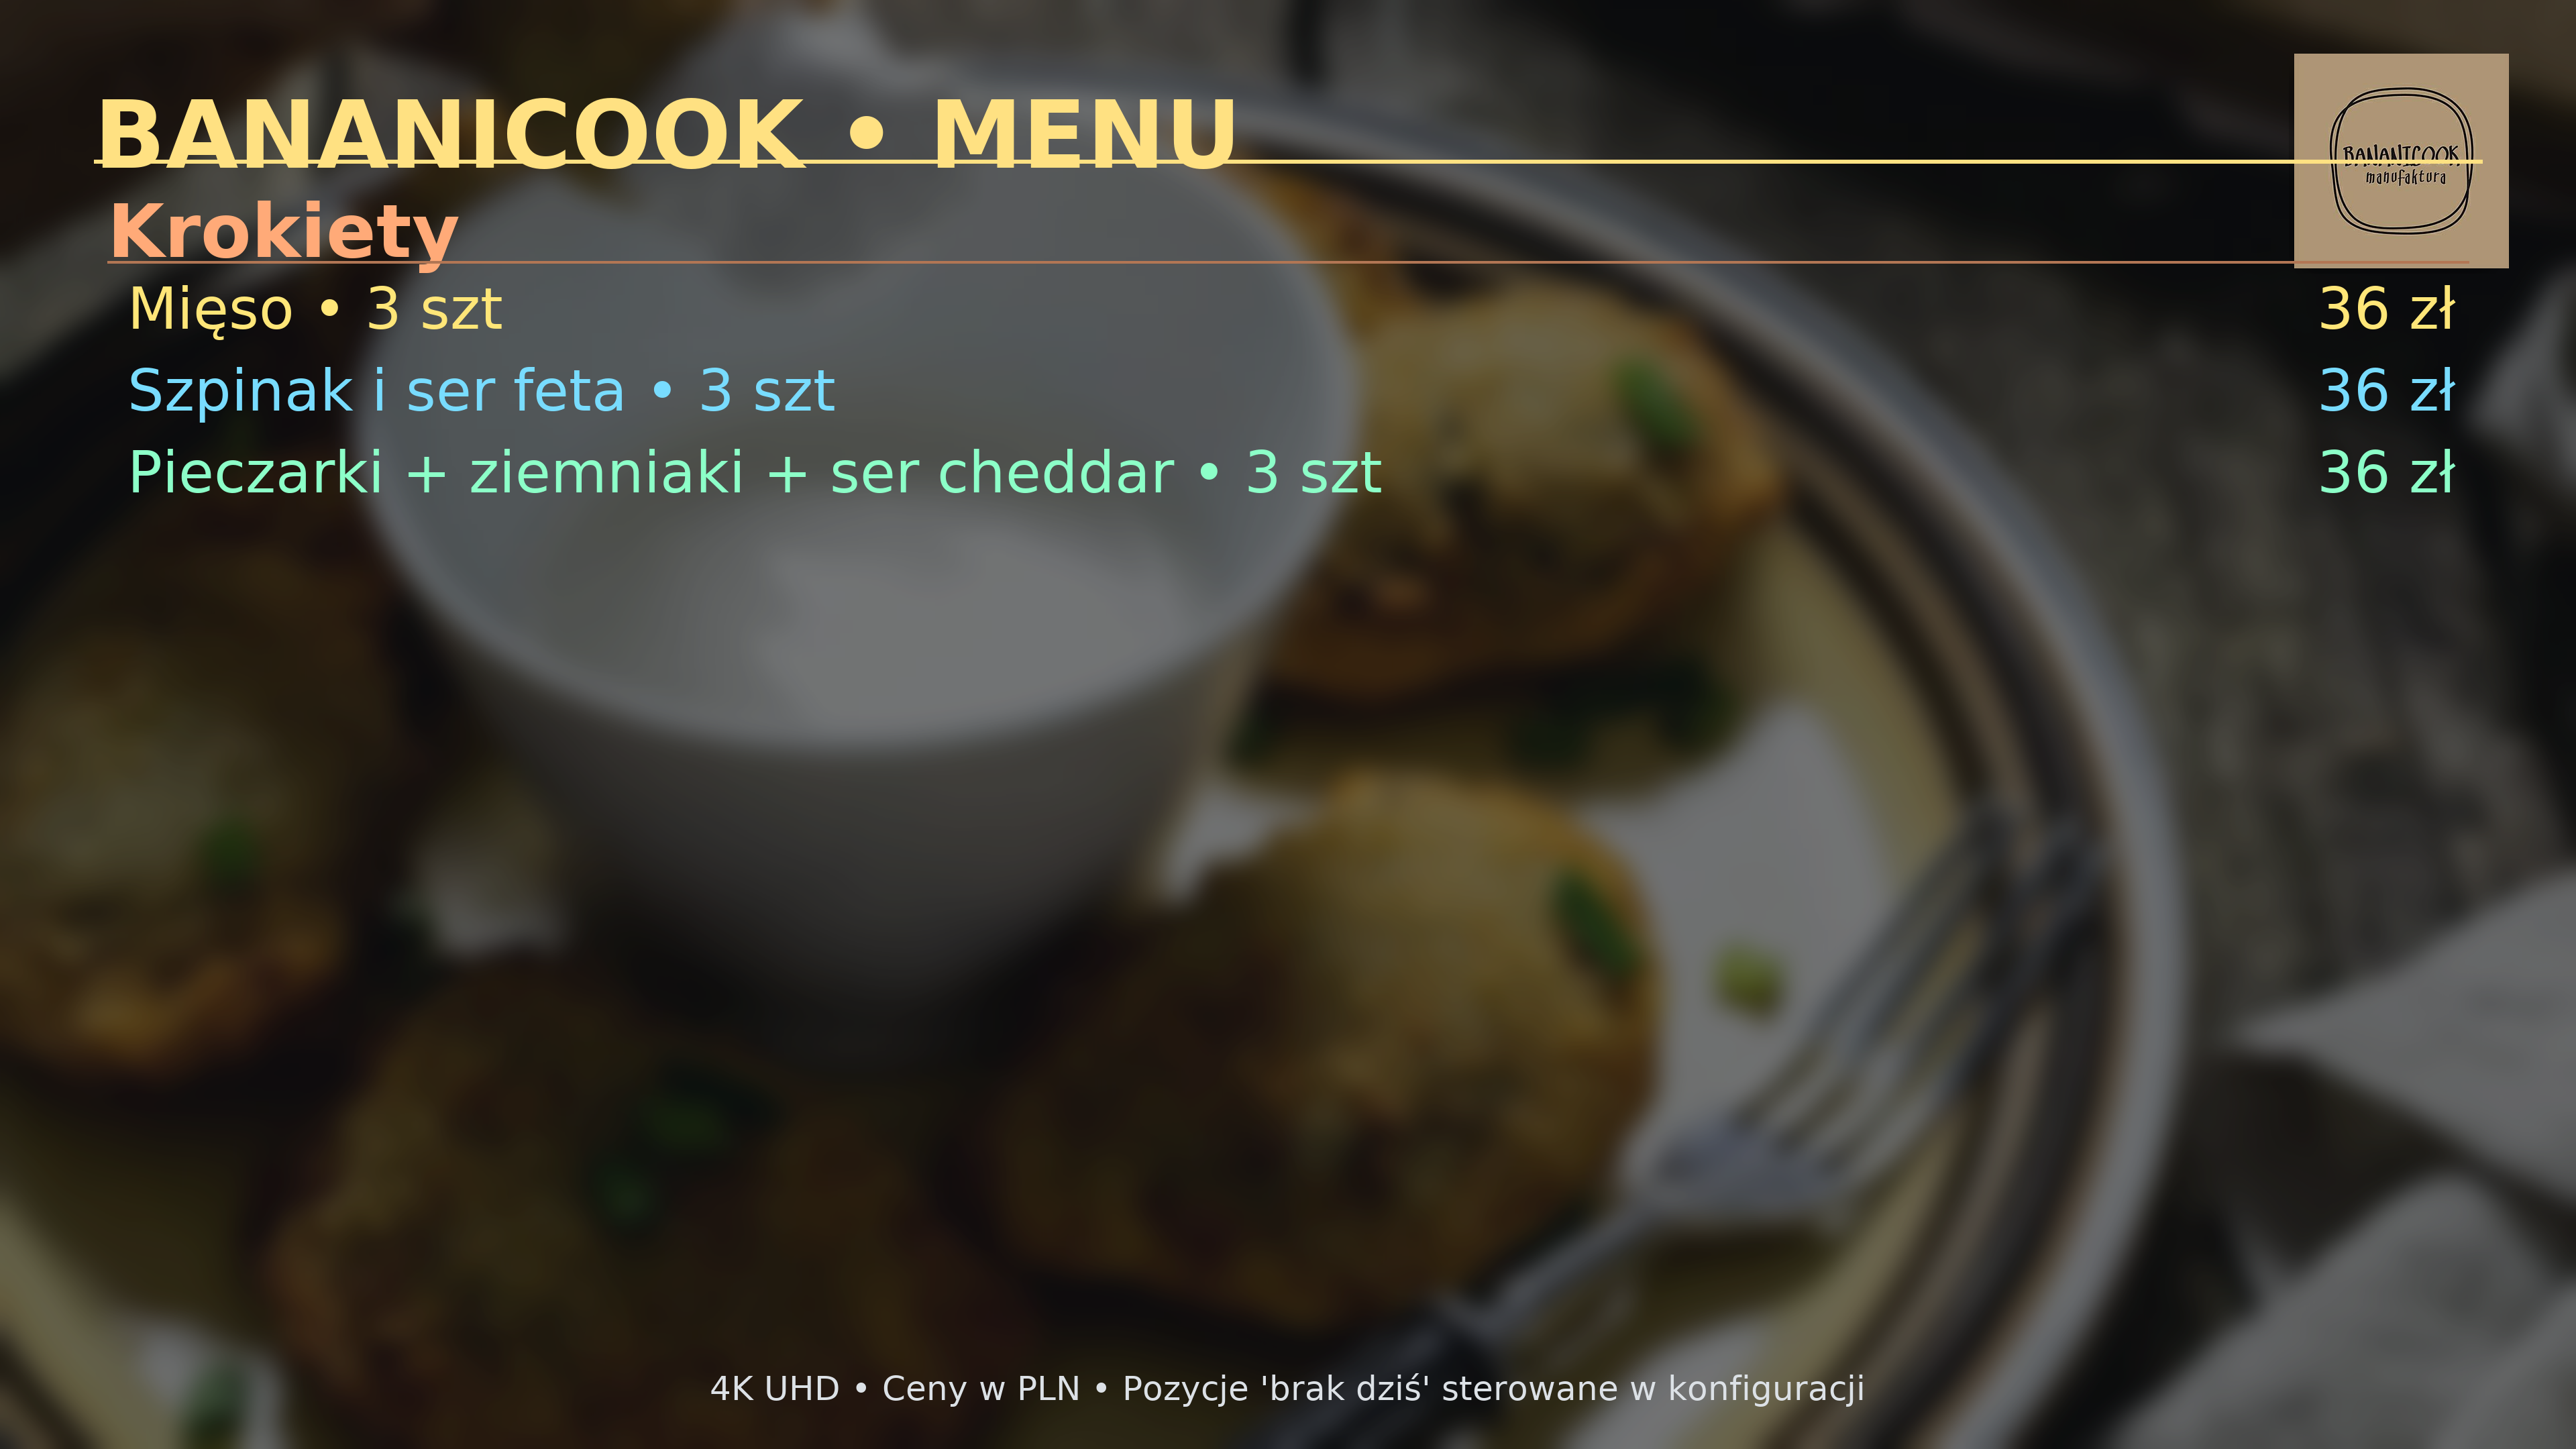 BANANICOOK • MENU
BANANICOOK
manufaktura
Krokiety
Mięso • 3 szt 36 zł
Szpinak i ser feta • 3 szt 36 zł
Pieczarki + ziemniaki + ser cheddar • 3 szt 36 zł
4K UHD • Ceny w PLN • Pozycje 'brak dziś' sterowane w konfiguracji